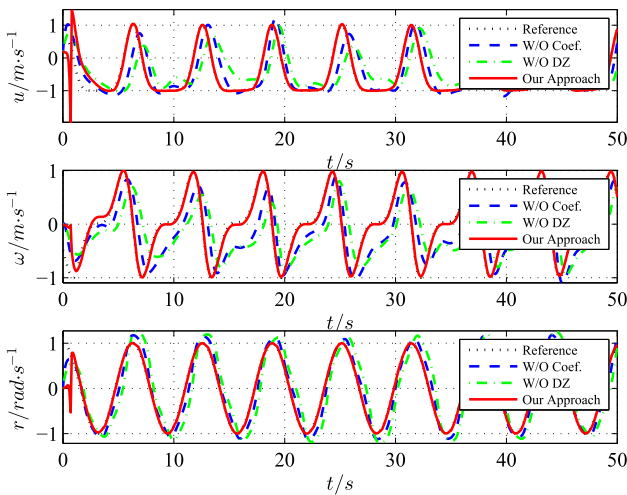 u/m·s⁻¹
1
0
−1
0 10 20 30 40 50
t/s
Reference
W/O Coef.
W/O DZ
Our Approach
ω/m·s⁻¹
1
0
−1
0 10 20 30 40 50
t/s
Reference
W/O Coef.
W/O DZ
Our Approach
r/rad·s⁻¹
1
0
−1
0 10 20 30 40 50
t/s
Reference
W/O Coef.
W/O DZ
Our Approach